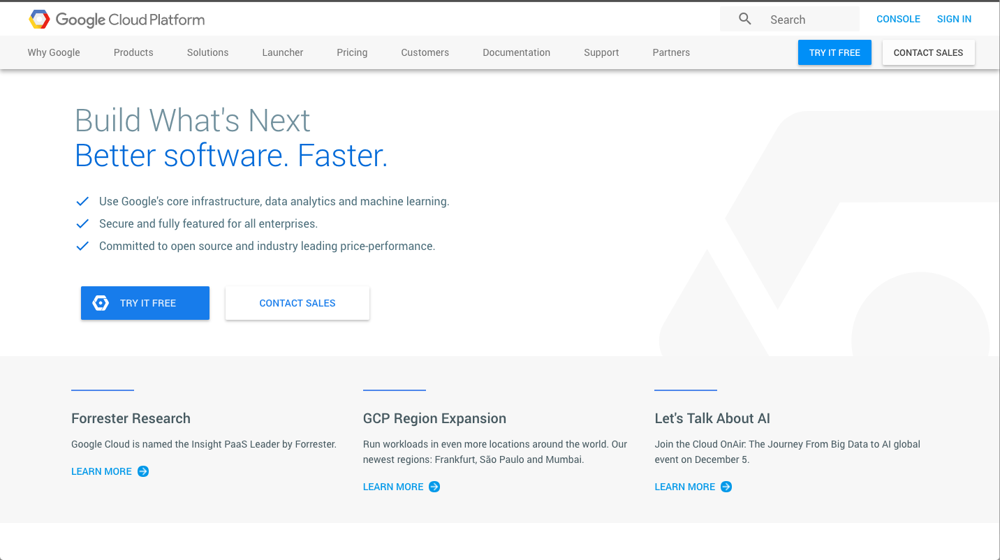 Google Cloud Platform
Search
CONSOLE
SIGN IN
Why Google
Products
Solutions
Launcher
Pricing
Customers
Documentation
Support
Partners
TRY IT FREE
CONTACT SALES
Build What's Next
Better software. Faster.
Use Google's core infrastructure, data analytics and machine learning.
Secure and fully featured for all enterprises.
Committed to open source and industry leading price-performance.
TRY IT FREE
CONTACT SALES
Forrester Research
Google Cloud is named the Insight PaaS Leader by Forrester.
LEARN MORE
GCP Region Expansion
Run workloads in even more locations around the world. Our
newest regions: Frankfurt, São Paulo and Mumbai.
LEARN MORE
Let's Talk About AI
Join the Cloud OnAir: The Journey From Big Data to AI global
event on December 5.
LEARN MORE